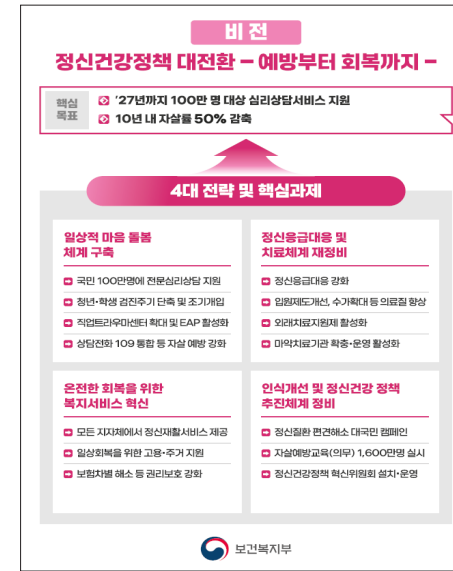 비 전
정신건강정책 대전환 – 예방부터 회복까지 –
핵심
목표
'27년까지 100만 명 대상 심리상담서비스 지원
10년 내 자살률 50% 감축
4대 전략 및 핵심과제
일상적 마음 돌봄
체계 구축
국민 100만명에 전문심리상담 지원
청년·학생 검진주기 단축 및 조기개입
직업트라우마센터 확대 및 EAP 활성화
상담전화 109 통합 등 자살 예방 강화
정신응급대응 및
치료체계 재정비
정신응급대응 강화
입원제도개선, 수가확대 등 의료질 향상
외래치료지원제 활성화
마약치료기관 확충·운영 활성화
온전한 회복을 위한
복지서비스 혁신
모든 지자체에서 정신재활서비스 제공
일상회복을 위한 고용·주거 지원
보험차별 해소 등 권리보호 강화
인식개선 및 정신건강 정책
추진체계 정비
정신질환 편견해소 대국민 캠페인
자살예방교육(의무) 1,600만명 실시
정신건강정책 혁신위원회 설치·운영
보건복지부